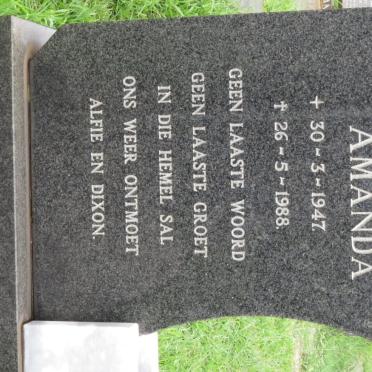 AMANDA
+ 30-3-1947
† 26-5-1988
GEEN LAASTE WOORD
GEEN LAASTE GROET
IN DIE HEMEL SAL
ONS WEER ONTMOET
ALFIE EN DIXON.